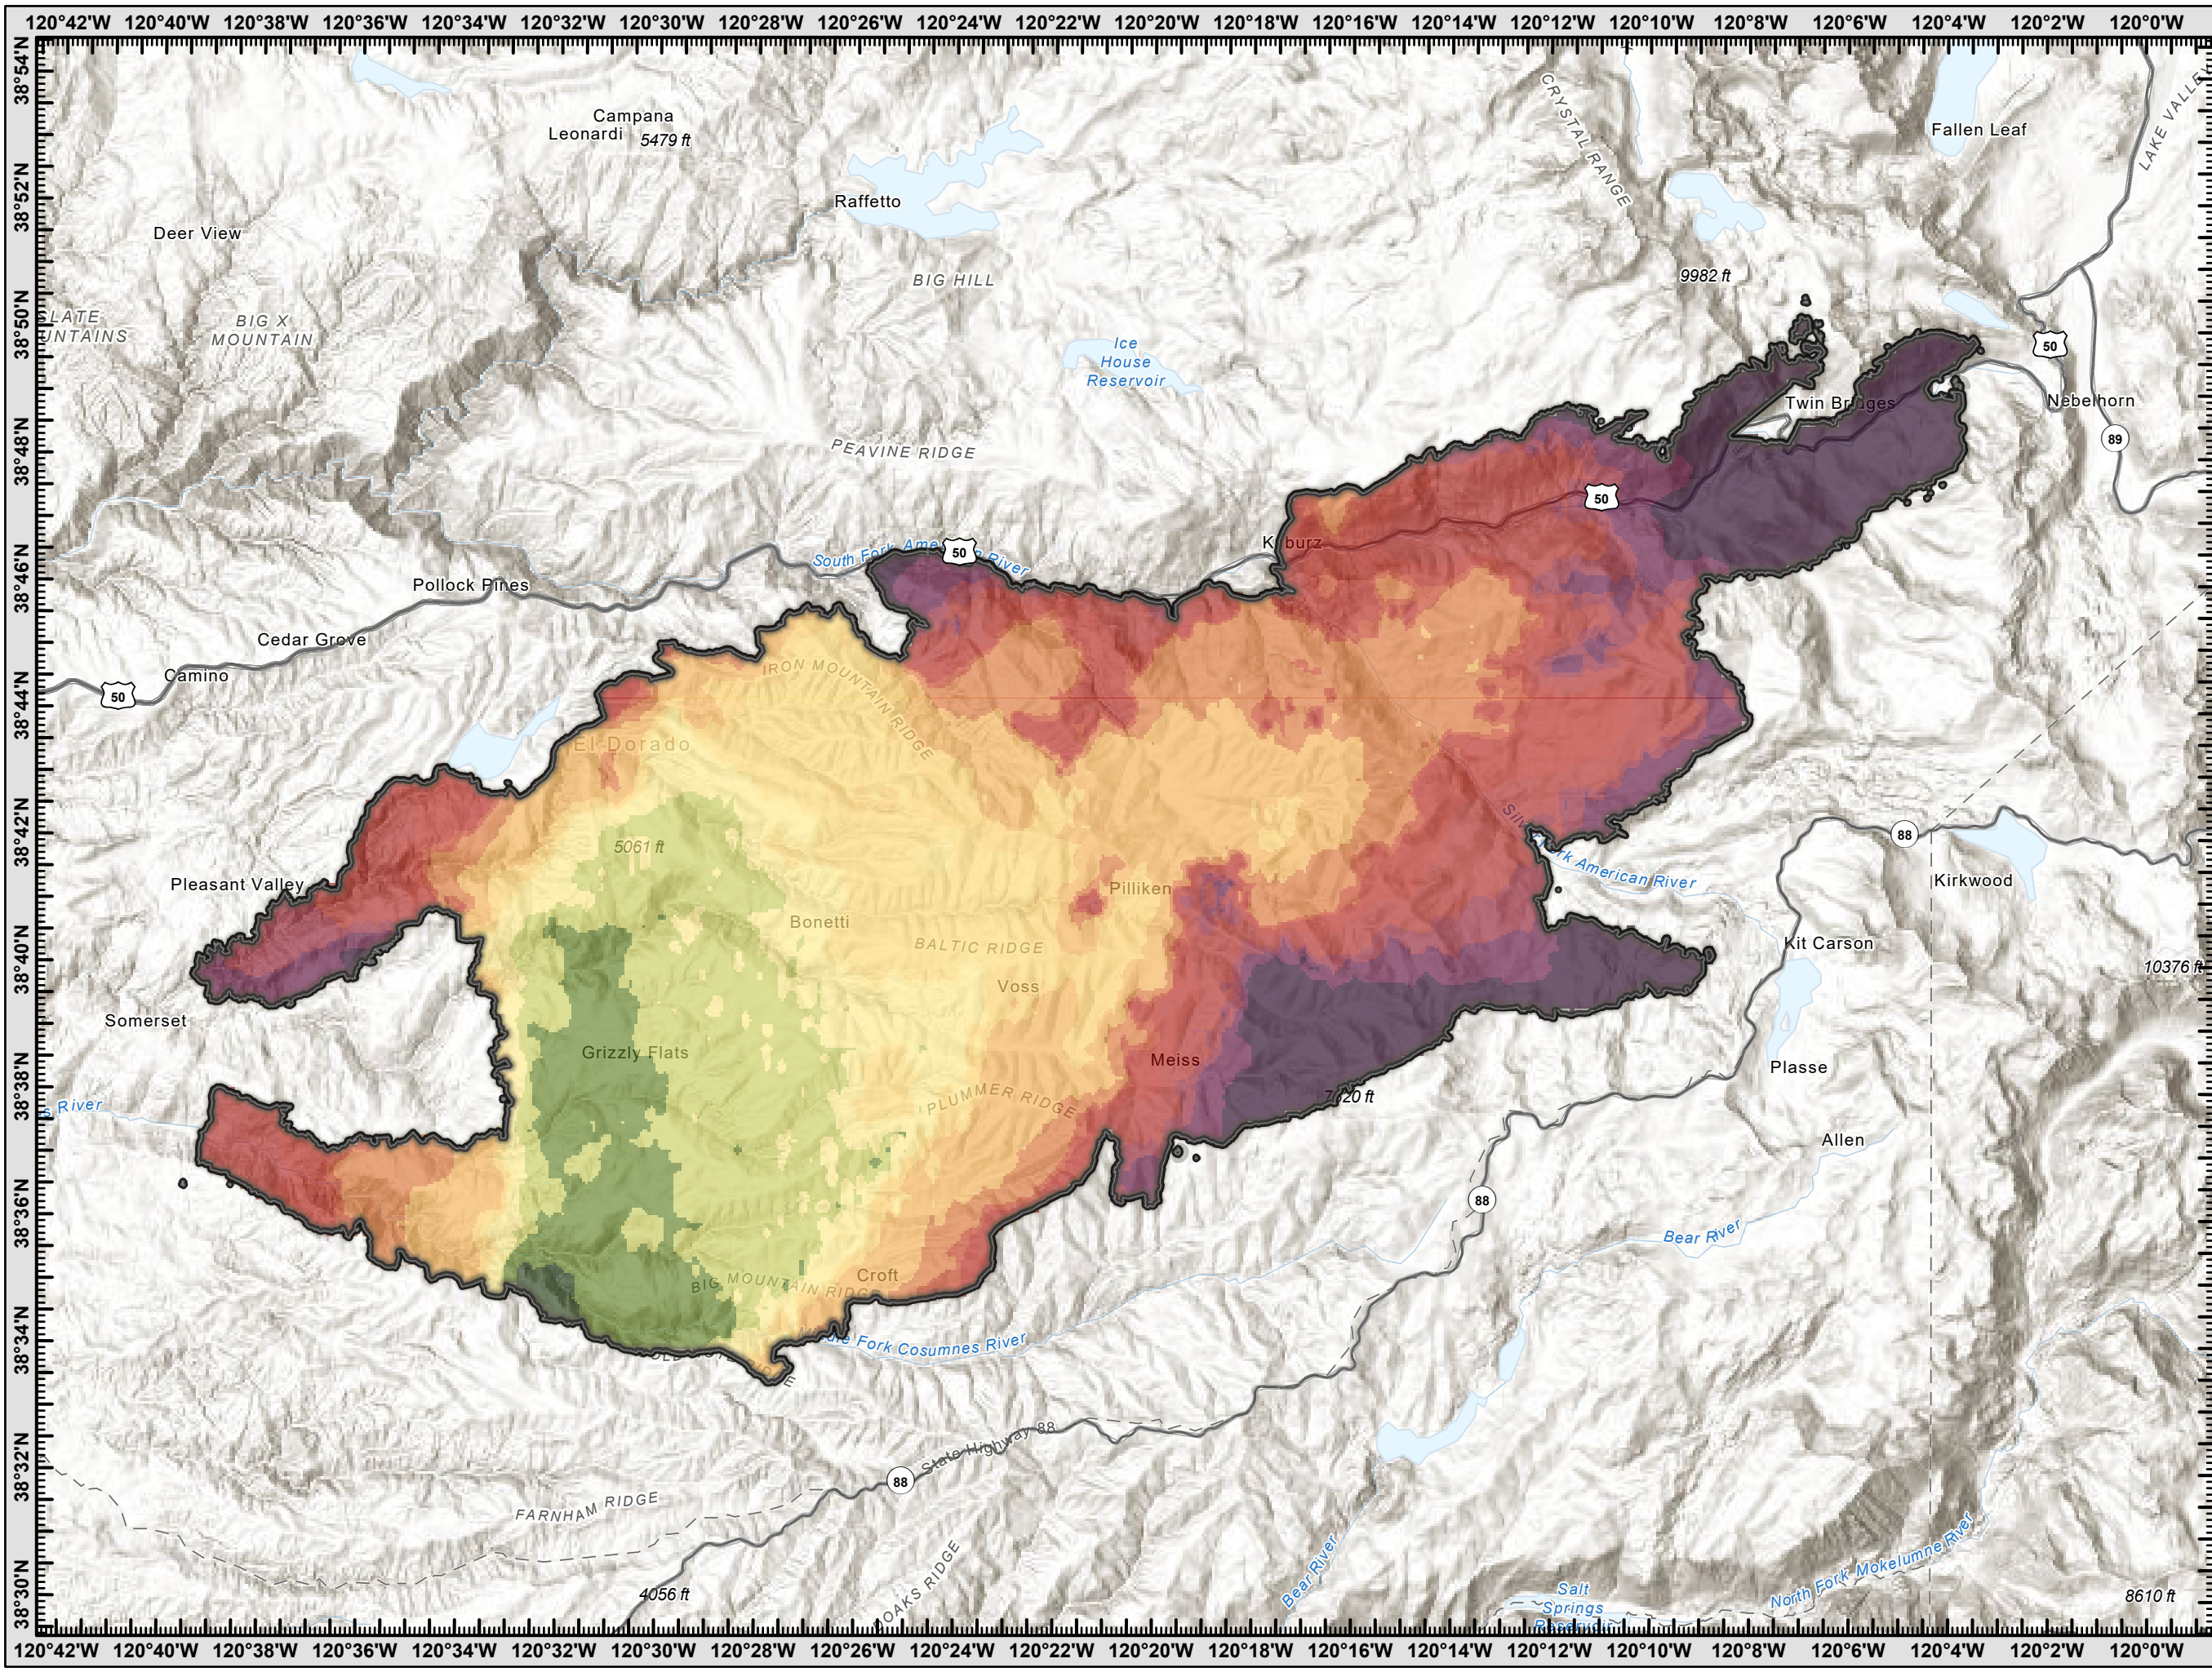 120°42'W 120°40'W 120°38'W 120°36'W 120°34'W 120°32'W 120°30'W 120°28'W 120°26'W 120°24'W 120°22'W 120°20'W 120°18'W 120°16'W 120°14'W 120°12'W 120°10'W 120°8'W 120°6'W 120°4'W 120°2'W 120°0'W
38°54'N
38°52'N
38°50'N
38°48'N
38°46'N
38°44'N
38°42'N
38°40'N
38°38'N
38°36'N
38°34'N
38°32'N
38°30'N
CRYSTAL RANGE
LAKE VALLEY
Campana
Leonardi
5479 ft
Fallen Leaf
Raffetto
Deer View
BIG HILL
9982 ft
BIG X
MOUNTAIN
Ice
House
Reservoir
50
Twin Bridges
Nebelhorn
89
PEAVINE RIDGE
50
Kyburz
South Fork American River
50
Pollock Pines
Cedar Grove
Camino
50
IRON MOUNTAIN RIDGE
El Dorado
5061 ft
Silver Fork American River
88
Kirkwood
Pleasant Valley
Pilliken
Bonetti
BALTIC RIDGE
Kit Carson
10376 ft
Voss
Somerset
Grizzly Flats
Meiss
Plasse
PLUMMER RIDGE
s River
Allen
88
Bear River
BIG MOUNTAIN RIDGE
Croft
Middle Fork Cosumnes River
State Highway 88
88
FARNHAM RIDGE
OAKS RIDGE
4056 ft
Bear River
Salt
Springs
Reservoir
North Fork Mokelumne River
8610 ft
120°42'W 120°40'W 120°38'W 120°36'W 120°34'W 120°32'W 120°30'W 120°28'W 120°26'W 120°24'W 120°22'W 120°20'W 120°18'W 120°16'W 120°14'W 120°12'W 120°10'W 120°8'W 120°6'W 120°4'W 120°2'W 120°0'W